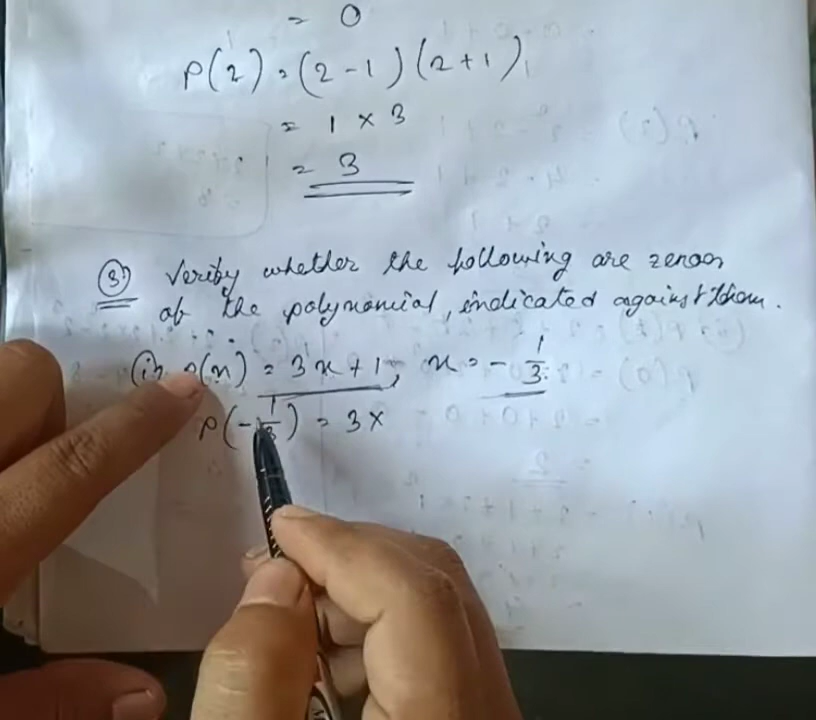 = 0
P(2) = (2-1)(2+1)
= 1 × 3
= 3
(3) Verify whether the following are zeroes
of the polynomial, indicated against them.
(i) P(x) = 3x + 1, x = - 1/3
P(-1/3) = 3 ×